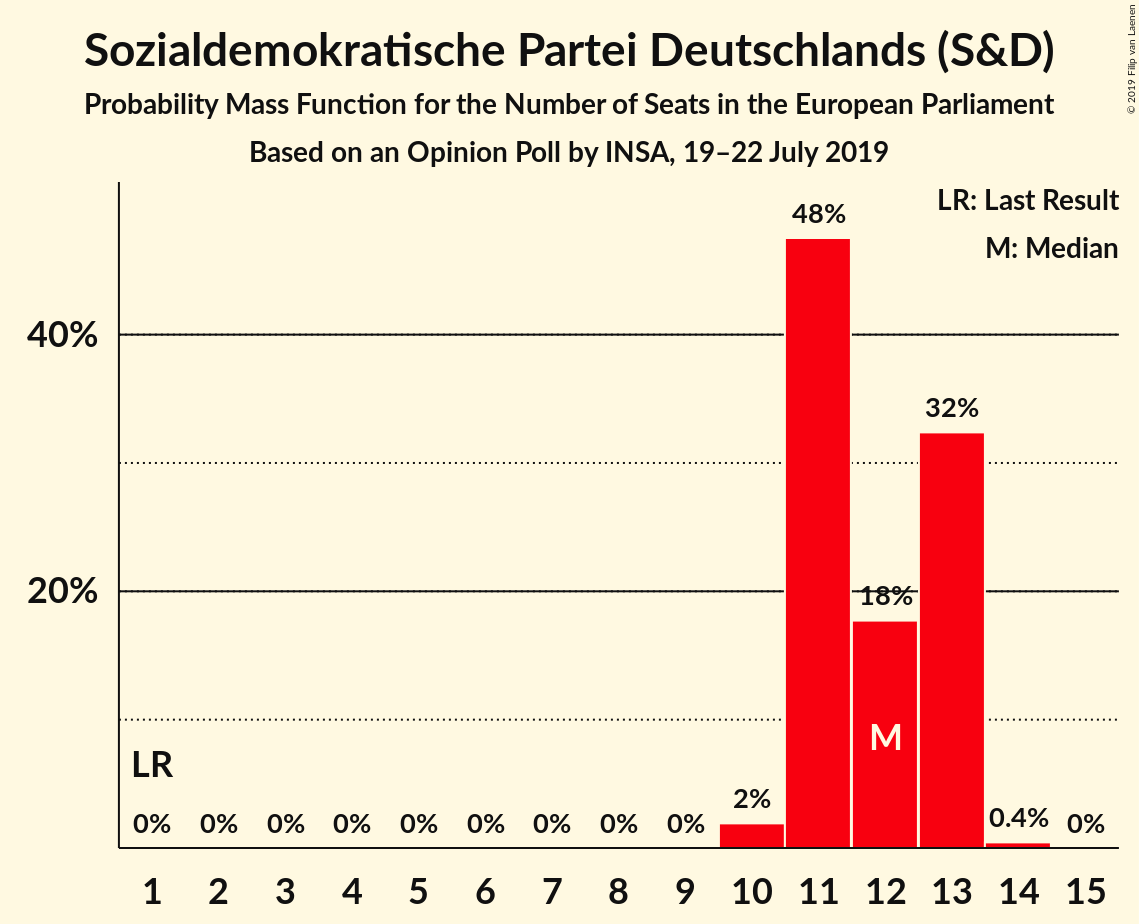 Sozialdemokratische Partei Deutschlands (S&D)
Probability Mass Function for the Number of Seats in the European Parliament
Based on an Opinion Poll by INSA, 19–22 July 2019
© 2019 Filip van Laenen
LR: Last Result
M: Median
48%
40%
32%
20%
18%
M
LR
0% 0% 0% 0% 0% 0% 0% 0% 0% 2% 0.4% 0%
1 2 3 4 5 6 7 8 9 10 11 12 13 14 15